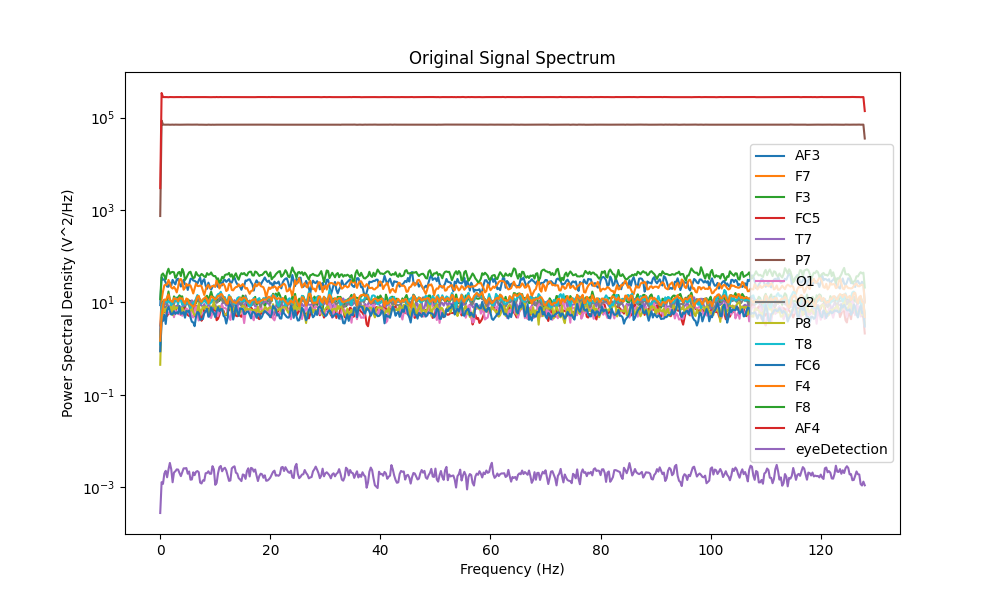 Original Signal Spectrum
Power Spectral Density (V^2/Hz)
10^5
10^3
10^1
10^-1
10^-3
AF3
F7
F3
FC5
T7
P7
O1
O2
P8
T8
FC6
F4
F8
AF4
eyeDetection
0 20 40 60 80 100 120
Frequency (Hz)